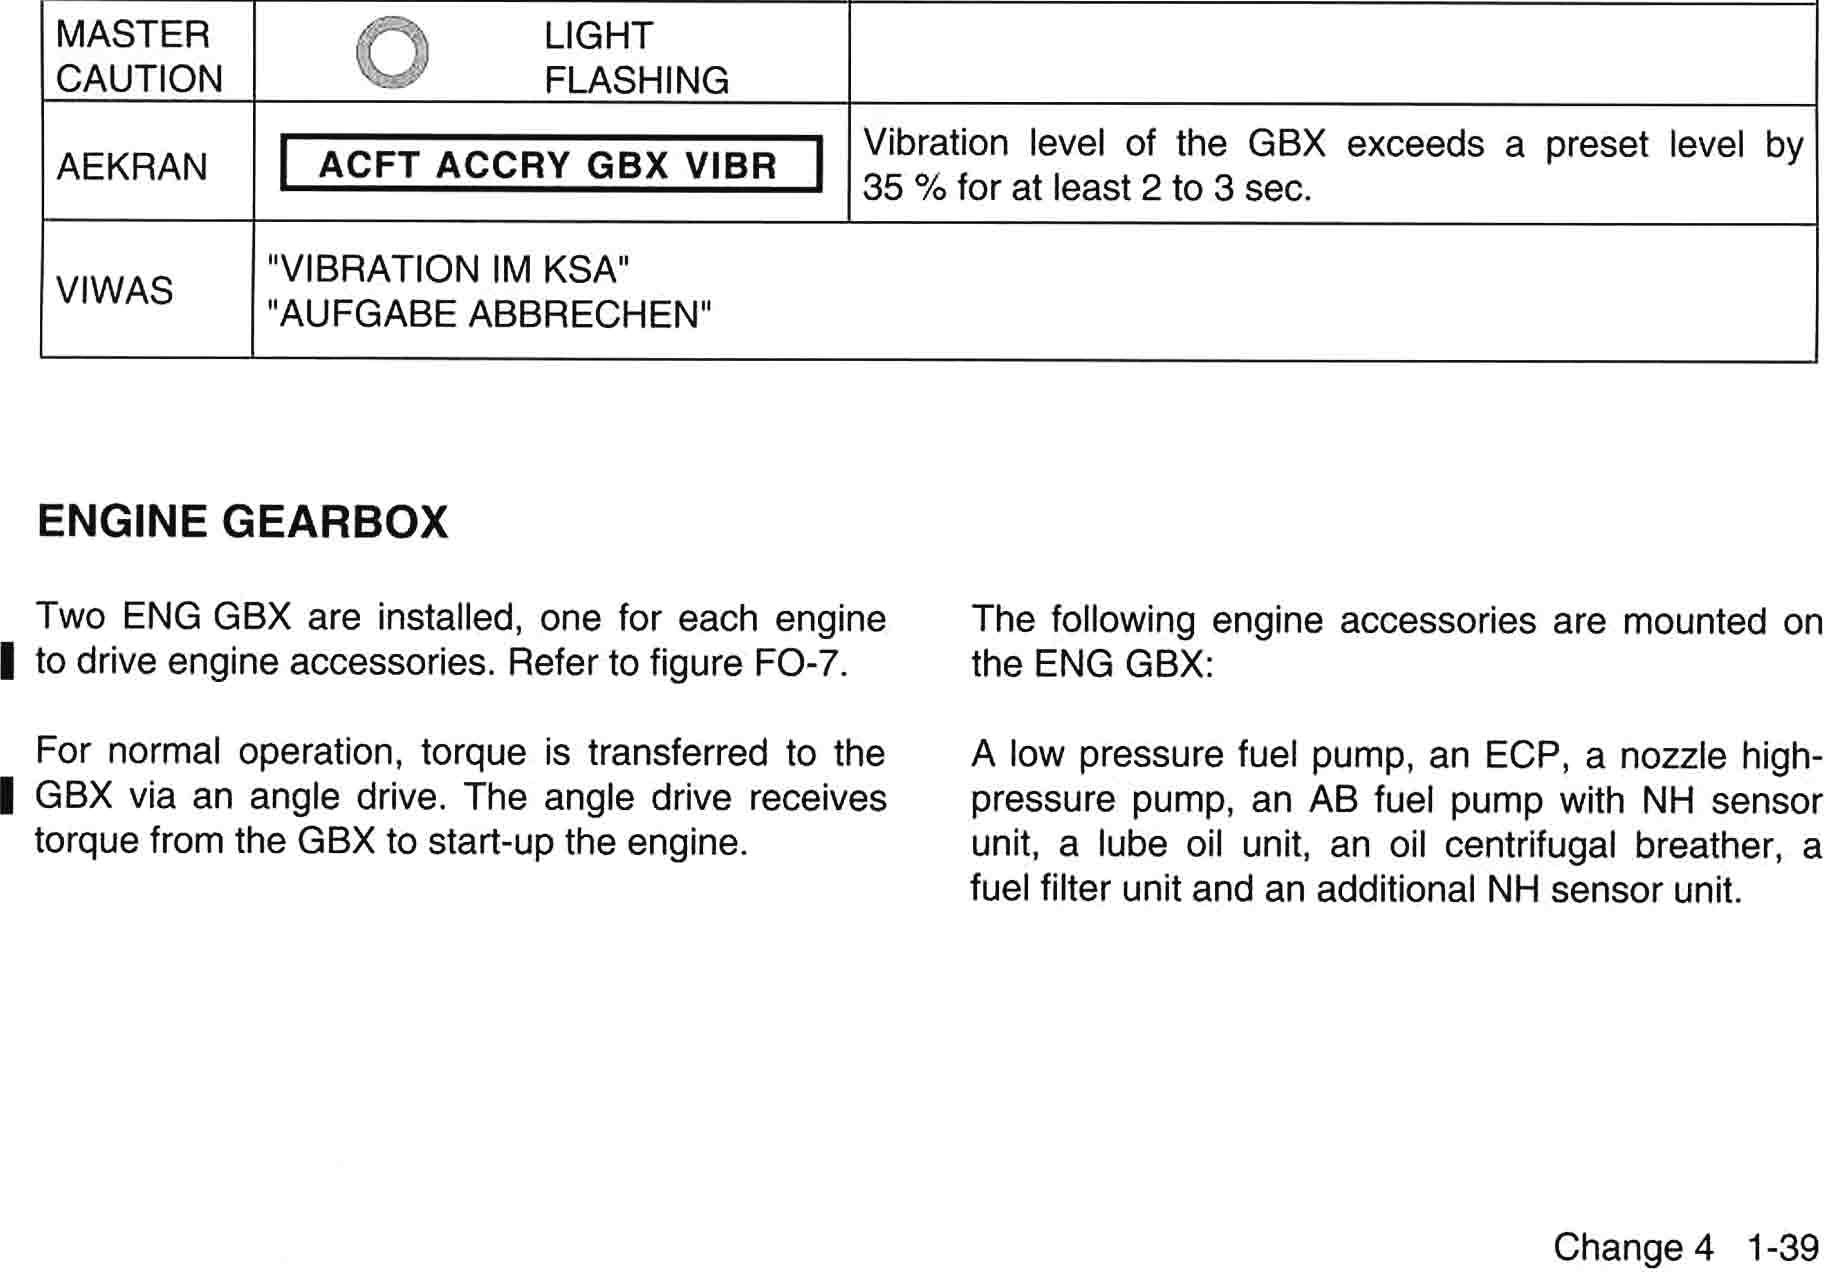 MASTER
CAUTION
LIGHT
FLASHING
AEKRAN
ACFT ACCRY GBX VIBR
Vibration level of the GBX exceeds a preset level by
35 % for at least 2 to 3 sec.
VIWAS
"VIBRATION IM KSA"
"AUFGABE ABBRECHEN"
ENGINE GEARBOX
Two ENG GBX are installed, one for each engine
to drive engine accessories. Refer to figure FO-7.
For normal operation, torque is transferred to the
GBX via an angle drive. The angle drive receives
torque from the GBX to start-up the engine.
The following engine accessories are mounted on
the ENG GBX:
A low pressure fuel pump, an ECP, a nozzle high-
pressure pump, an AB fuel pump with NH sensor
unit, a lube oil unit, an oil centrifugal breather, a
fuel filter unit and an additional NH sensor unit.
Change 4 1-39